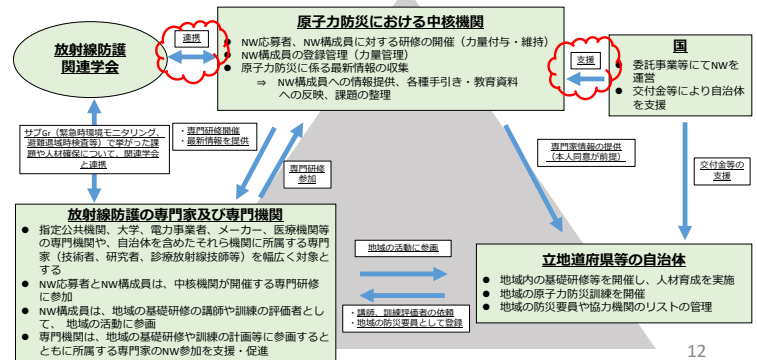 原子力防災における中核機関
● NW応募者、NW構成員に対する研修の開催（力量付与・維持）
● NW構成員の登録管理（力量管理）
● 原子力防災に係る最新情報の収集
⇒ NW構成員への情報提供、各種手引き・教育資料
への反映、課題の整理
放射線防護
関連学会
連携
国
● 委託事業等にてNWを
運営
● 交付金等により自治体
を支援
支援
サブGr（緊急時環境モニタリング、
避難退域時検査等）で挙がった課
題や人材確保について、関連学会
と連携
・専門研修開催
・最新情報を提供
専門研修
参加
専門家情報の提供
（本人同意が前提）
交付金等の
支援
放射線防護の専門家及び専門機関
● 指定公共機関、大学、電力事業者、メーカー、医療機関等
の専門機関や、自治体を含めたそれら機関に所属する専門
家（技術者、研究者、診療放射線技師等）を幅広く対象と
する
● NW応募者とNW構成員は、中核機関が開催する専門研修
に参加
● NW構成員は、地域の基礎研修の講師や訓練の評価者とし
て、 地域の活動に参画
● 専門機関は、地域の基礎研修や訓練の計画等に参画すると
ともに所属する専門家のNW参加を支援・促進
地域の活動に参画
・講師、訓練評価者の依頼
・地域の防災要員として登録
立地道府県等の自治体
● 地域内の基礎研修等を開催し、人材育成を実施
● 地域の原子力防災訓練を開催
● 地域の防災要員や協力機関のリストの管理
12